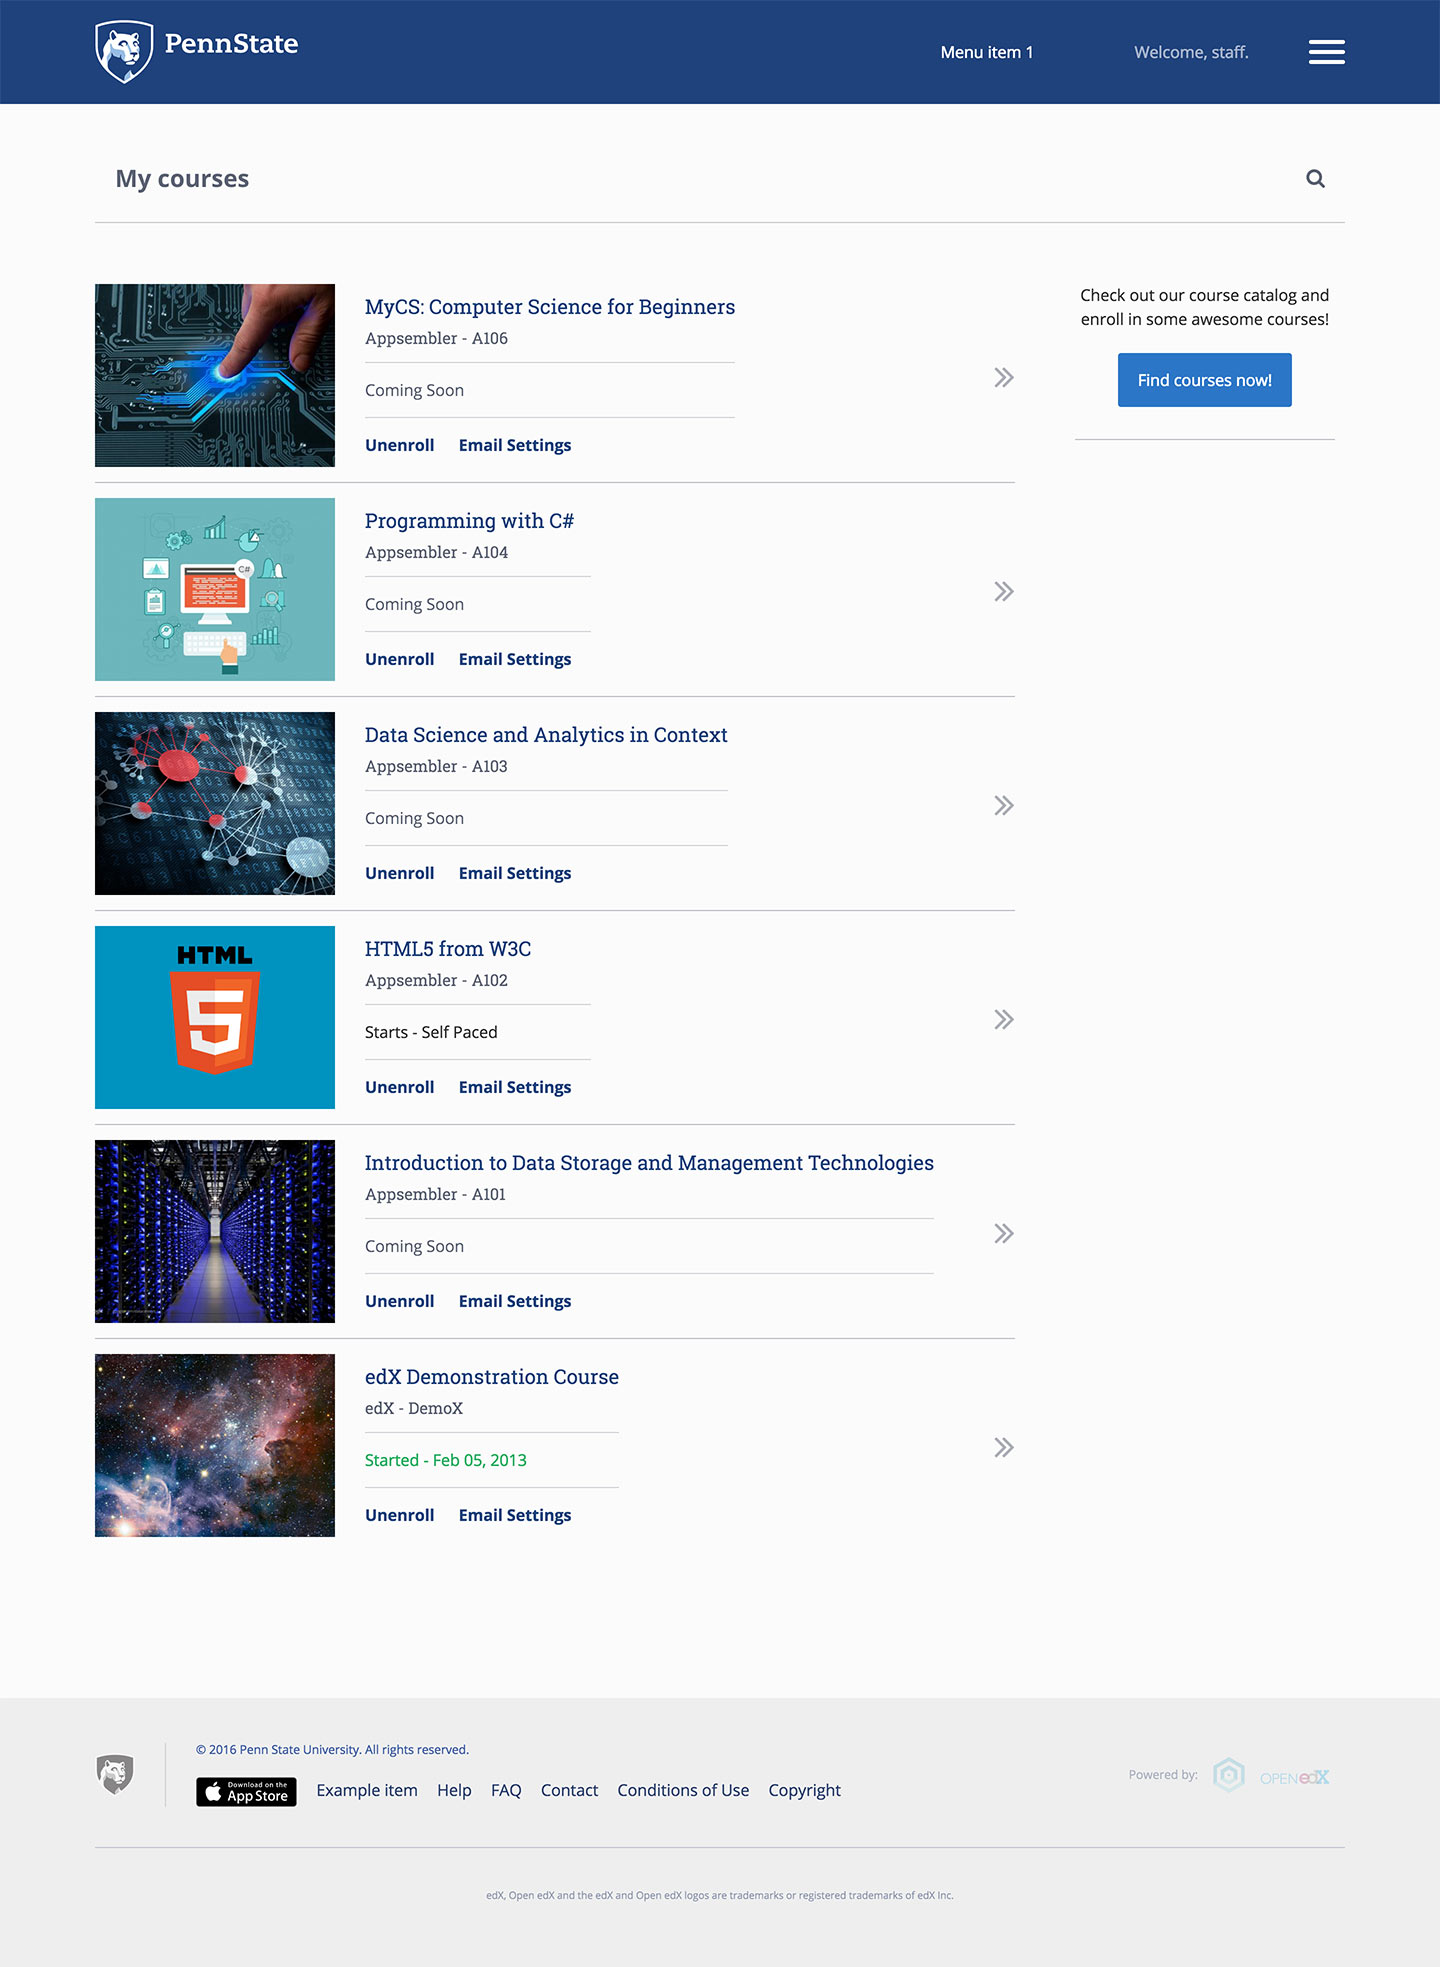 PennState
Menu item 1
Welcome, staff.
My courses
MyCS: Computer Science for Beginners
Appsembler - A106
Coming Soon
Unenroll Email Settings
Check out our course catalog and
enroll in some awesome courses!
Find courses now!
C#
Programming with C#
Appsembler - A104
Coming Soon
Unenroll Email Settings
Data Science and Analytics in Context
Appsembler - A103
Coming Soon
Unenroll Email Settings
HTML
5
HTML5 from W3C
Appsembler - A102
Starts - Self Paced
Unenroll Email Settings
Introduction to Data Storage and Management Technologies
Appsembler - A101
Coming Soon
Unenroll Email Settings
edX Demonstration Course
edX - DemoX
Started - Feb 05, 2013
Unenroll Email Settings
© 2016 Penn State University. All rights reserved.
Download on the
App Store
Example item Help FAQ Contact Conditions of Use Copyright
Powered by:
OPEN edX
edX, Open edX and the edX and Open edX logos are trademarks or registered trademarks of edX Inc.